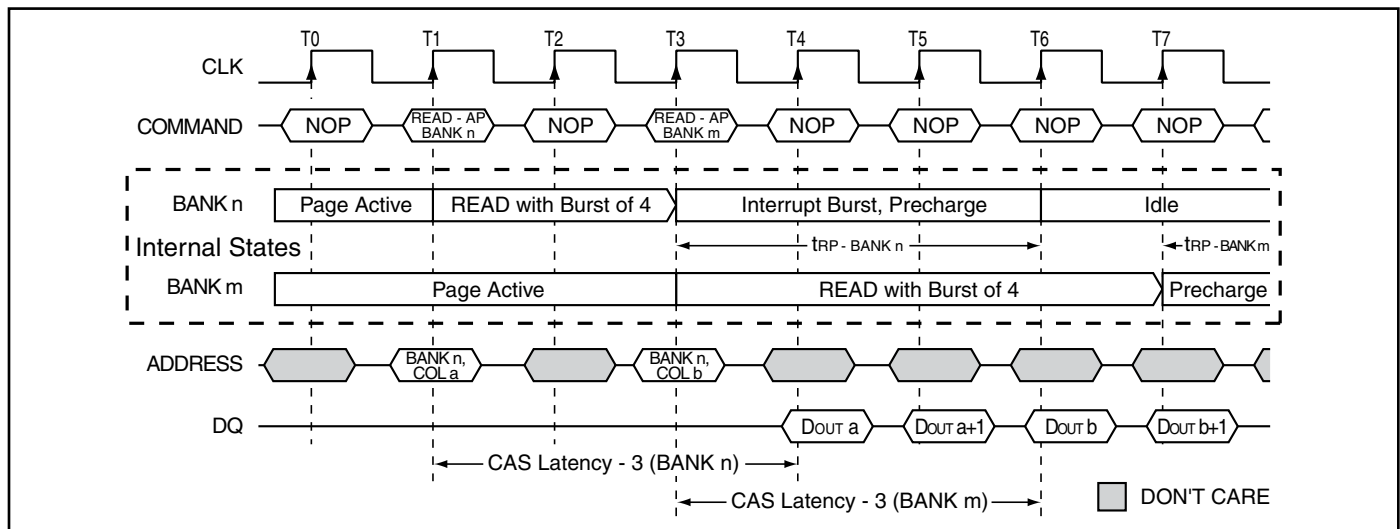 T0 T1 T2 T3 T4 T5 T6 T7
CLK
COMMAND NOP READ - AP BANK n NOP READ - AP BANK m NOP NOP NOP NOP
BANK n Page Active READ with Burst of 4 Interrupt Burst, Precharge Idle
Internal States tRP - BANK n tRP - BANK m
BANK m Page Active READ with Burst of 4 Precharge
ADDRESS BANK n, COL a BANK n, COL b
DQ DOUT a DOUT a+1 DOUT b DOUT b+1
CAS Latency - 3 (BANK n)
CAS Latency - 3 (BANK m) DON'T CARE